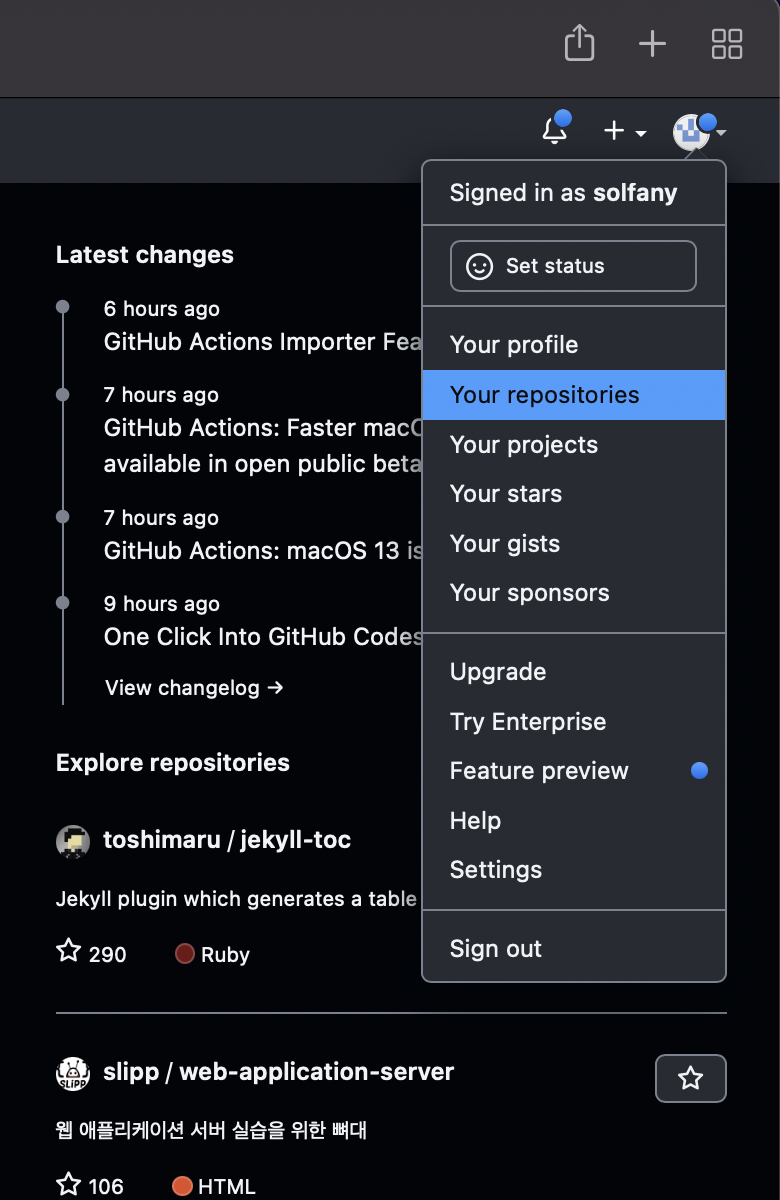 Signed in as solfany
Set status
Your profile
Your repositories
Your projects
Your stars
Your gists
Your sponsors
Upgrade
Try Enterprise
Feature preview
Help
Settings
Sign out
Latest changes
6 hours ago
GitHub Actions Importer Fea
7 hours ago
GitHub Actions: Faster mac
available in open public beta
7 hours ago
GitHub Actions: macOS 13 is
9 hours ago
One Click Into GitHub Codes
View changelog →
Explore repositories
toshimaru / jekyll-toc
Jekyll plugin which generates a table
290 Ruby
SLiPP
slipp / web-application-server
웹 애플리케이션 서버 실습을 위한 뼈대
106 HTML